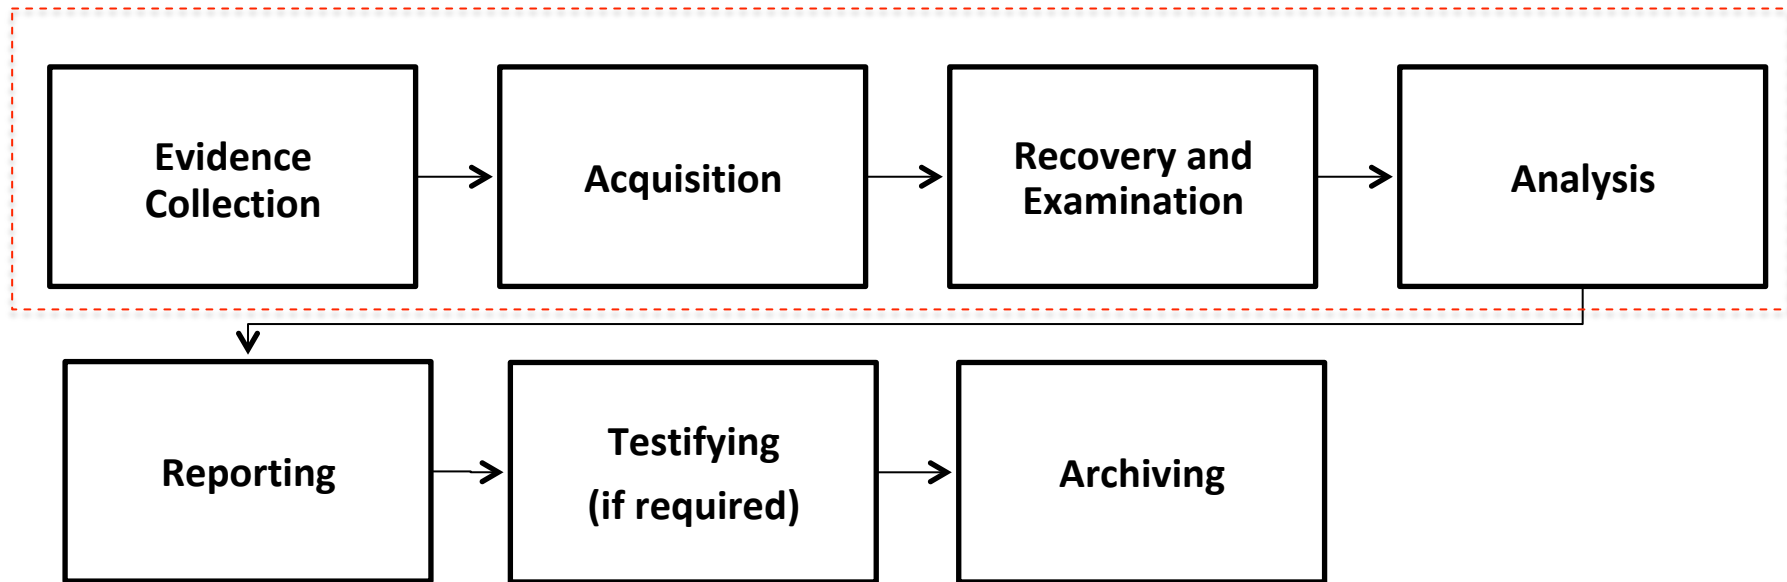 Evidence
Collection
Acquisition
Recovery and
Examination
Analysis
Reporting
Testifying
(if required)
Archiving